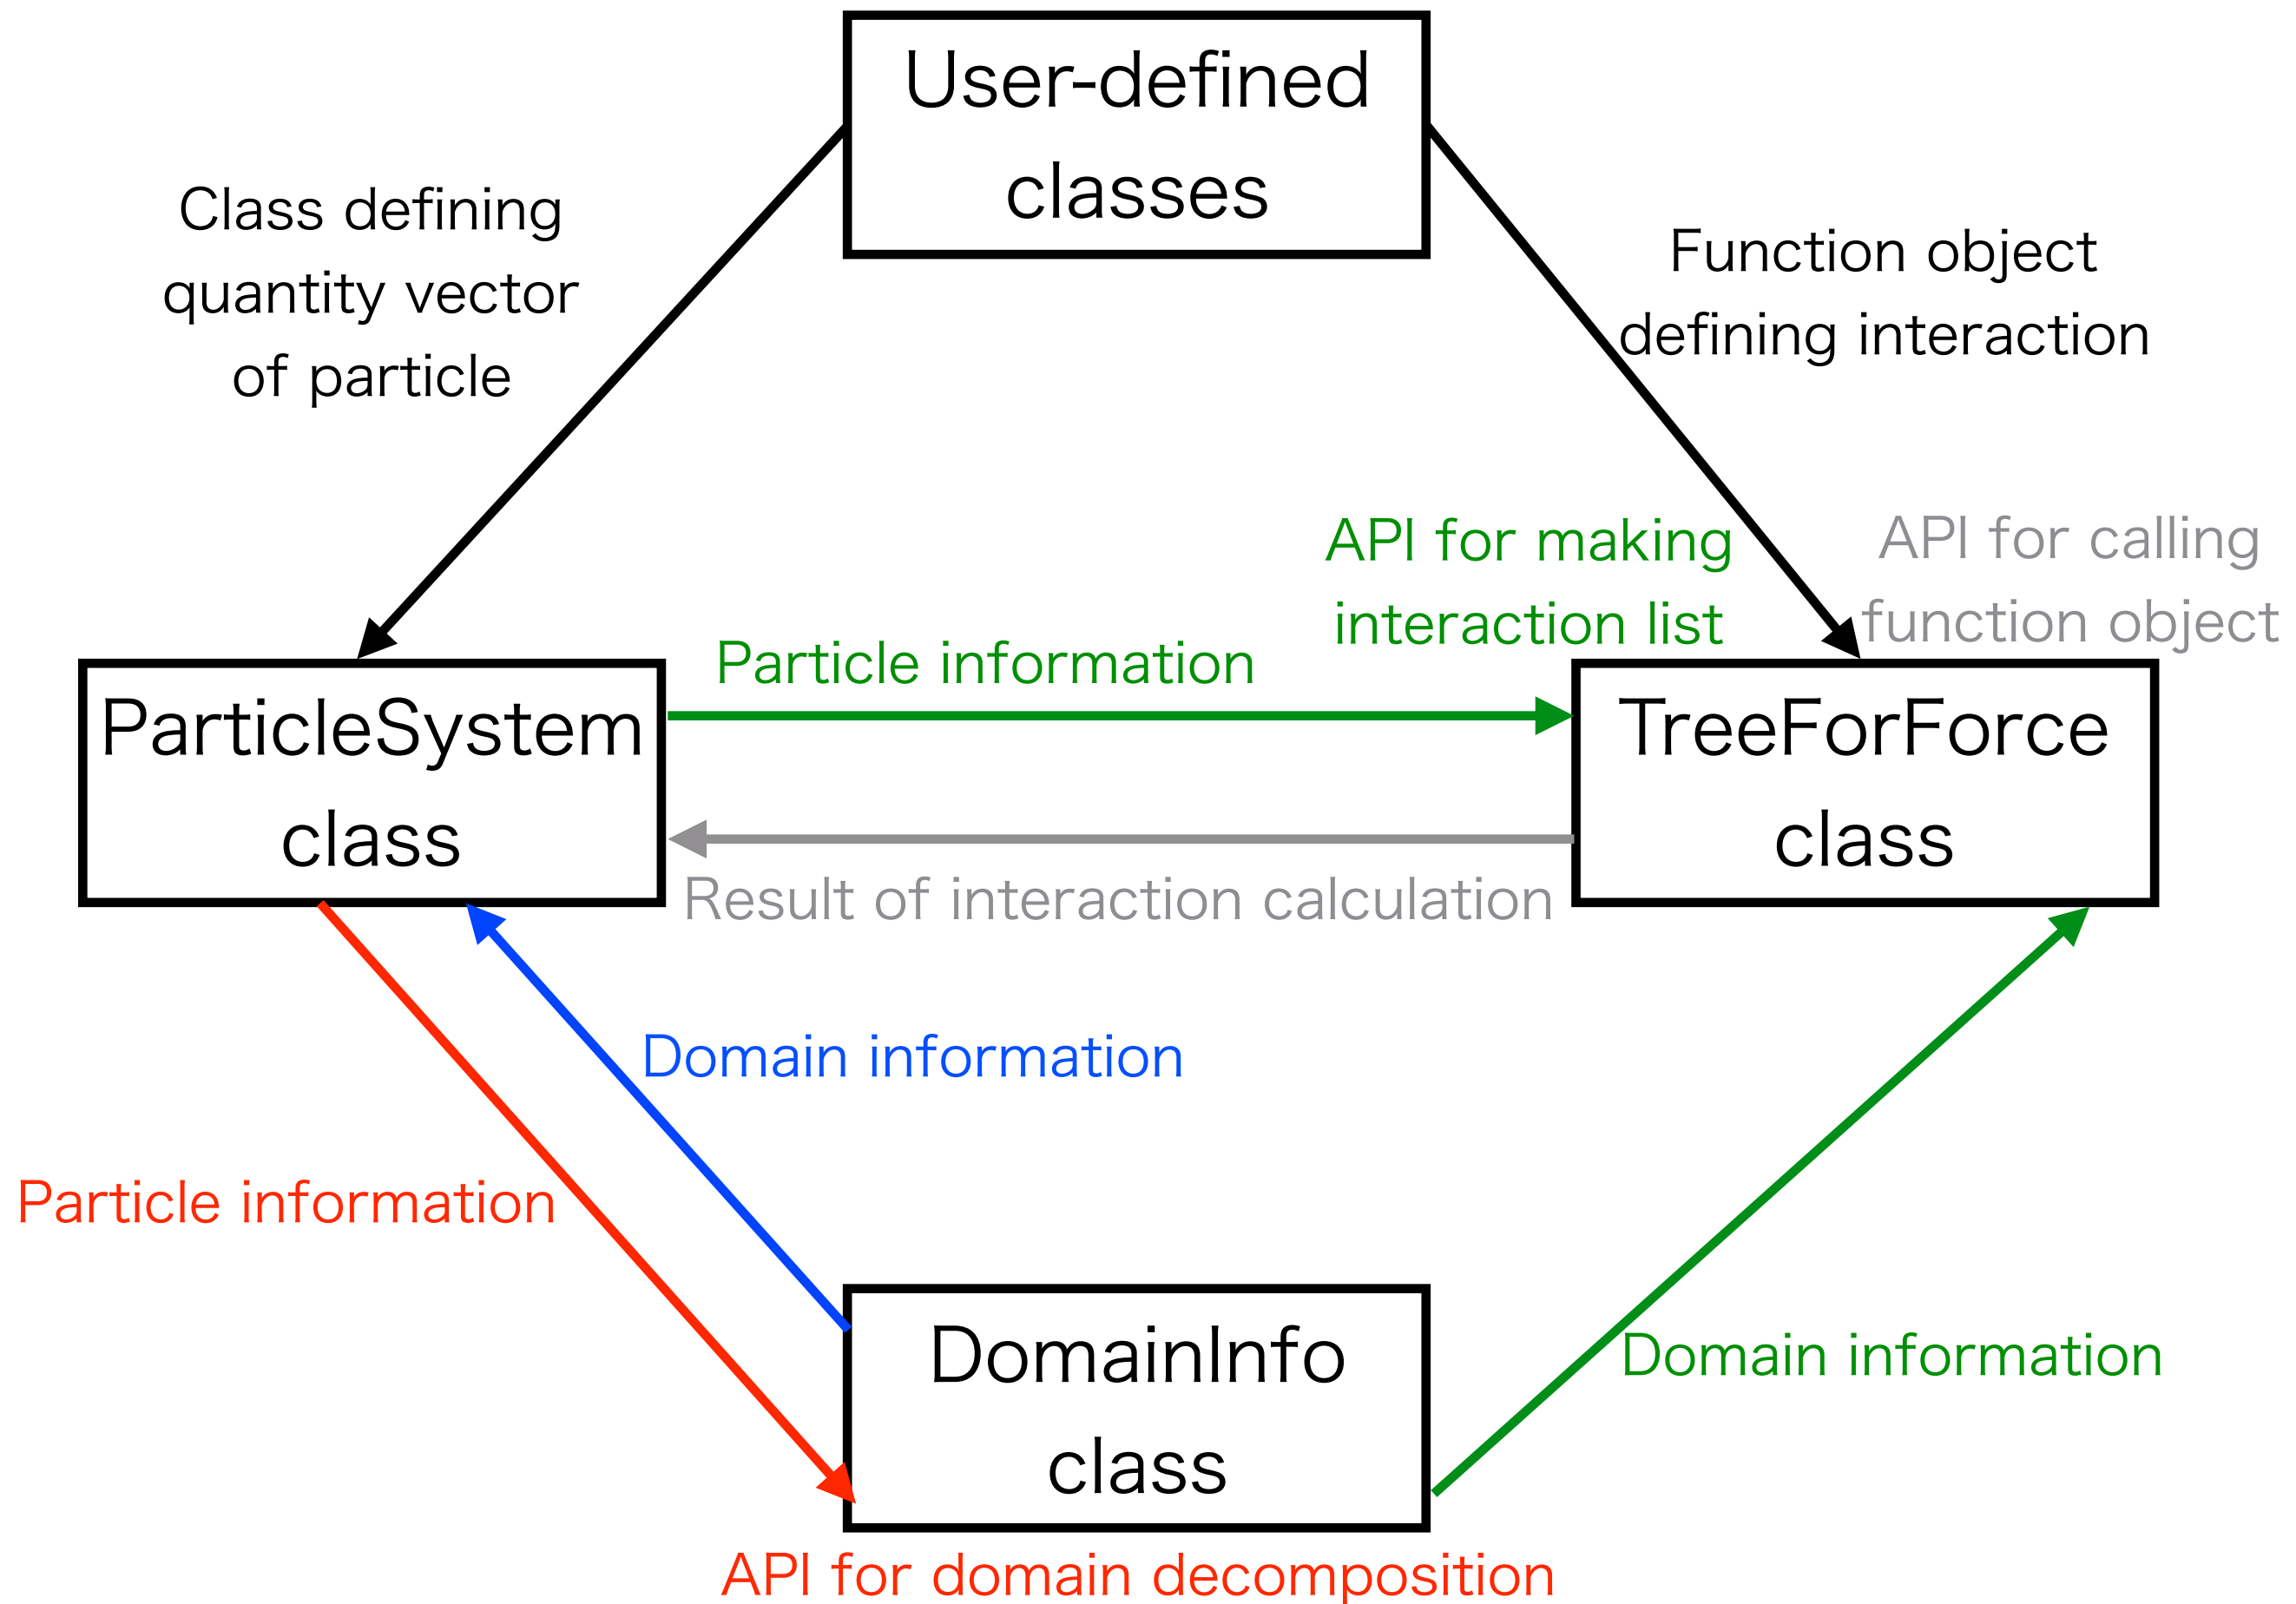 User-defined
classes
Class defining
quantity vector
of particle
Function object
defining interaction
API for making
interaction list
API for calling
function object
Particle information
ParticleSystem
class
TreeForForce
class
Result of interaction calculation
Domain information
Particle information
DomainInfo
class
Domain information
API for domain decomposition